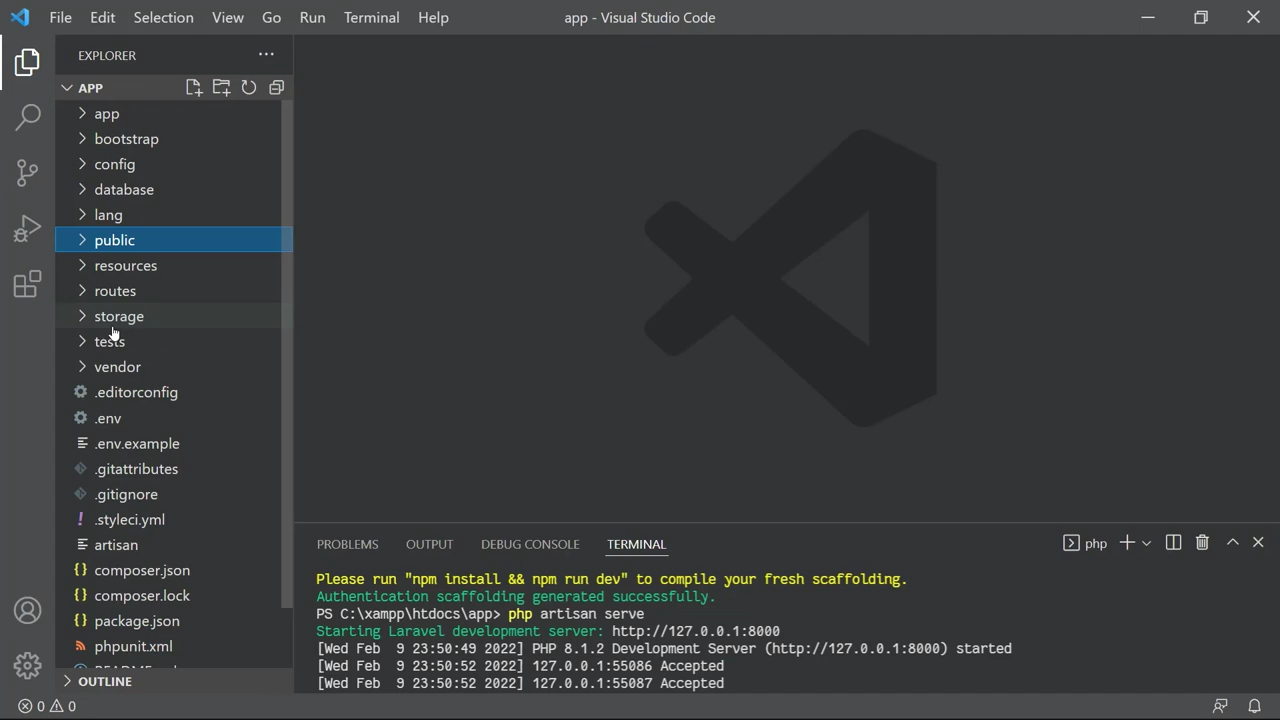 File Edit Selection View Go Run Terminal Help
app - Visual Studio Code
EXPLORER
APP
app
bootstrap
config
database
lang
public
resources
routes
storage
tests
vendor
.editorconfig
.env
.env.example
.gitattributes
.gitignore
.styleci.yml
artisan
composer.json
composer.lock
package.json
phpunit.xml
OUTLINE
PROBLEMS OUTPUT DEBUG CONSOLE TERMINAL
php
Please run "npm install && npm run dev" to compile your fresh scaffolding.
Authentication scaffolding generated successfully.
PS C:\xampp\htdocs\app> php artisan serve
Starting Laravel development server: http://127.0.0.1:8000
[Wed Feb  9 23:50:49 2022] PHP 8.1.2 Development Server (http://127.0.0.1:8000) started
[Wed Feb  9 23:50:52 2022] 127.0.0.1:55086 Accepted
[Wed Feb  9 23:50:52 2022] 127.0.0.1:55087 Accepted
0 0